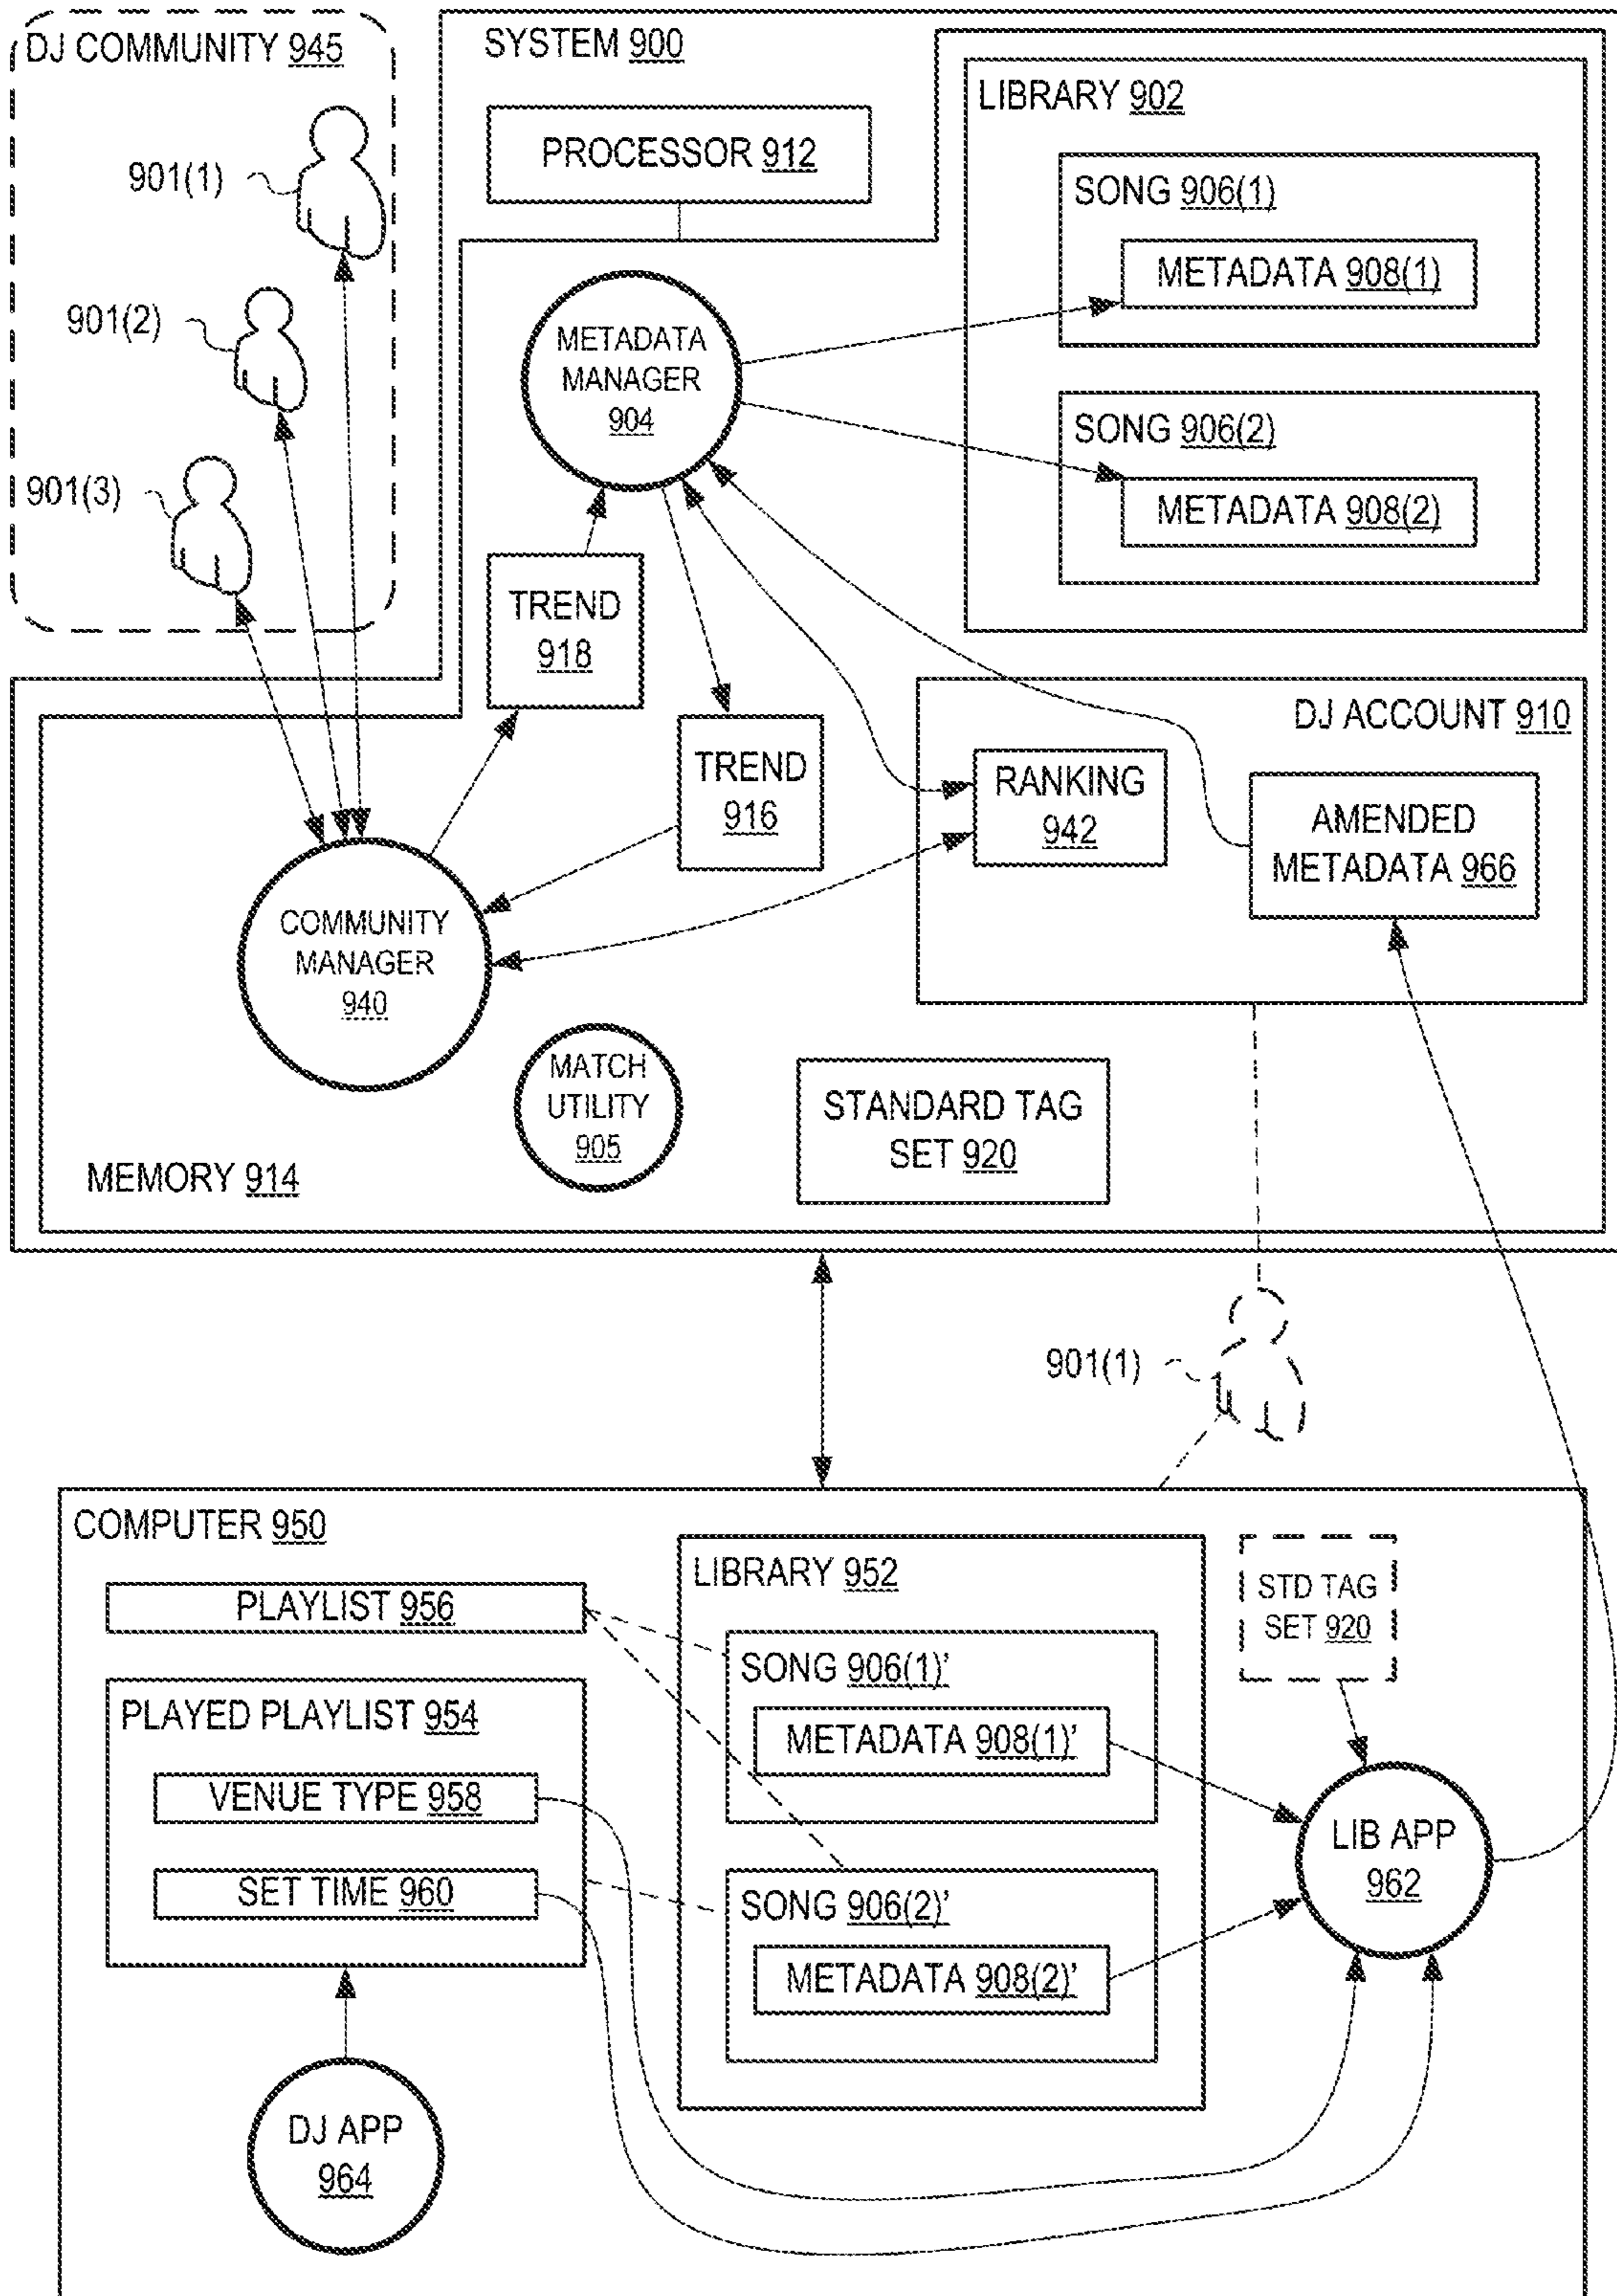 DJ COMMUNITY 945
901(1)
901(2)
901(3)
SYSTEM 900
PROCESSOR 912
LIBRARY 902
SONG 906(1)
METADATA 908(1)
SONG 906(2)
METADATA 908(2)
METADATA
MANAGER
904
TREND
918
TREND
916
DJ ACCOUNT 910
RANKING
942
AMENDED
METADATA 966
COMMUNITY
MANAGER
940
MATCH
UTILITY
905
STANDARD TAG
SET 920
MEMORY 914
901(1)
COMPUTER 950
PLAYLIST 956
PLAYED PLAYLIST 954
VENUE TYPE 958
SET TIME 960
DJ APP
964
LIBRARY 952
SONG 906(1)'
METADATA 908(1)'
SONG 906(2)'
METADATA 908(2)'
STD TAG
SET 920
LIB APP
962